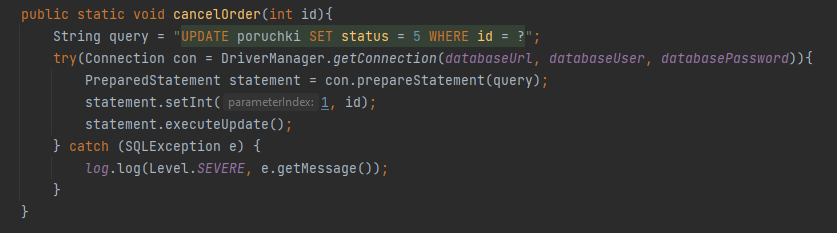 public static void cancelOrder(int id){
String query = "UPDATE poruchki SET status = 5 WHERE id = ?";
try(Connection con = DriverManager.getConnection(databaseUrl, databaseUser, databasePassword)){
PreparedStatement statement = con.prepareStatement(query);
statement.setInt( parameterIndex: 1, id);
statement.executeUpdate();
} catch (SQLException e) {
log.log(Level.SEVERE, e.getMessage());
}
}